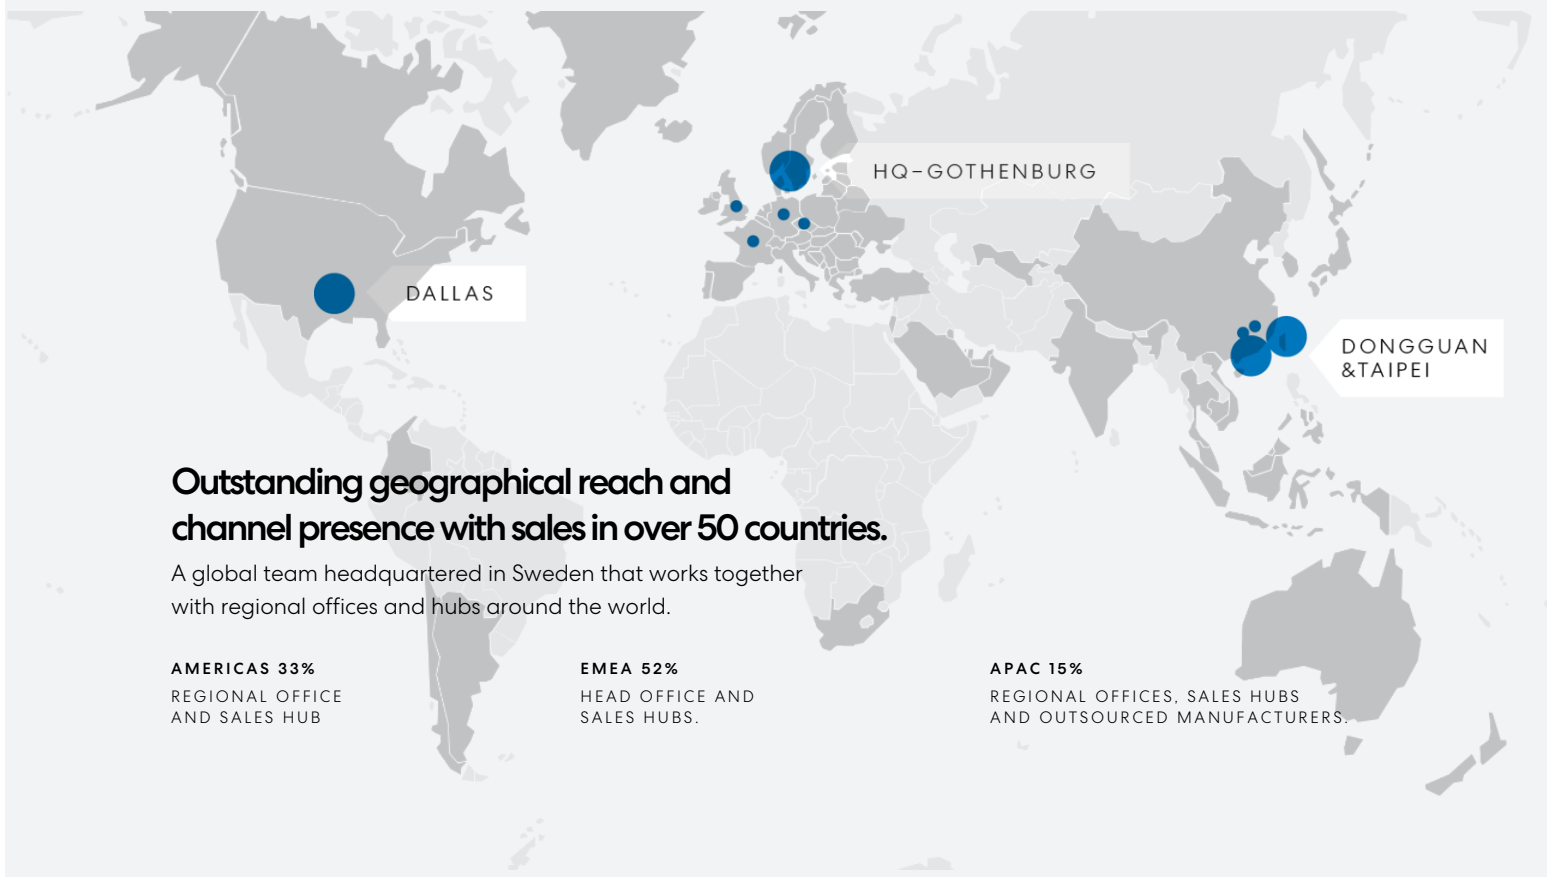 HQ–GOTHENBURG
DALLAS
DONGGUAN
&TAIPEI
Outstanding geographical reach and
channel presence with sales in over 50 countries.
A global team headquartered in Sweden that works together
with regional offices and hubs around the world.
AMERICAS 33%
REGIONAL OFFICE
AND SALES HUB
EMEA 52%
HEAD OFFICE AND
SALES HUBS.
APAC 15%
REGIONAL OFFICES, SALES HUBS
AND OUTSOURCED MANUFACTURERS.